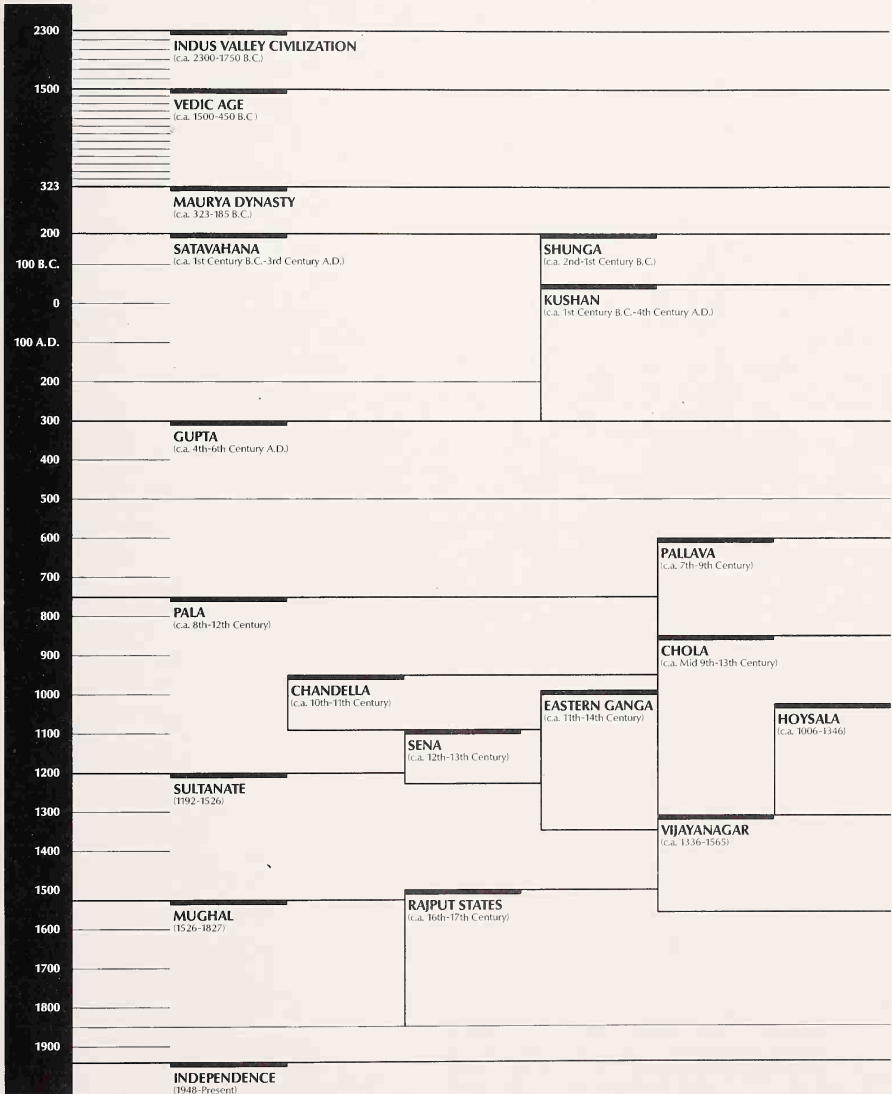 2300
INDUS VALLEY CIVILIZATION
(c.a. 2300-1750 B.C.)
1500
VEDIC AGE
(c.a. 1500-450 B.C)
323
MAURYA DYNASTY
(c.a. 323-185 B.C.)
200
SATAVAHANA
(c.a. 1st Century B.C.-3rd Century A.D.)
SHUNGA
(c.a. 2nd-1st Century B.C.)
100 B.C.
0
KUSHAN
(c.a. 1st Century B.C.-4th Century A.D.)
100 A.D.
200
300
GUPTA
(c.a. 4th-6th Century A.D.)
400
500
600
PALLAVA
(c.a. 7th-9th Century)
700
PALA
(c.a. 8th-12th Century)
800
900
CHOLA
(c.a. Mid 9th-13th Century)
1000
CHANDELLA
(c.a. 10th-11th Century)
EASTERN GANGA
(c.a. 11th-14th Century)
HOYSALA
(c.a. 1006-1346)
1100
SENA
(c.a. 12th-13th Century)
1200
SULTANATE
(1192-1526)
1300
VIJAYANAGAR
(c.a. 1336-1565)
1400
1500
RAJPUT STATES
(c.a. 16th-17th Century)
MUGHAL
(1526-1827)
1600
1700
1800
1900
INDEPENDENCE
(1948-Present)